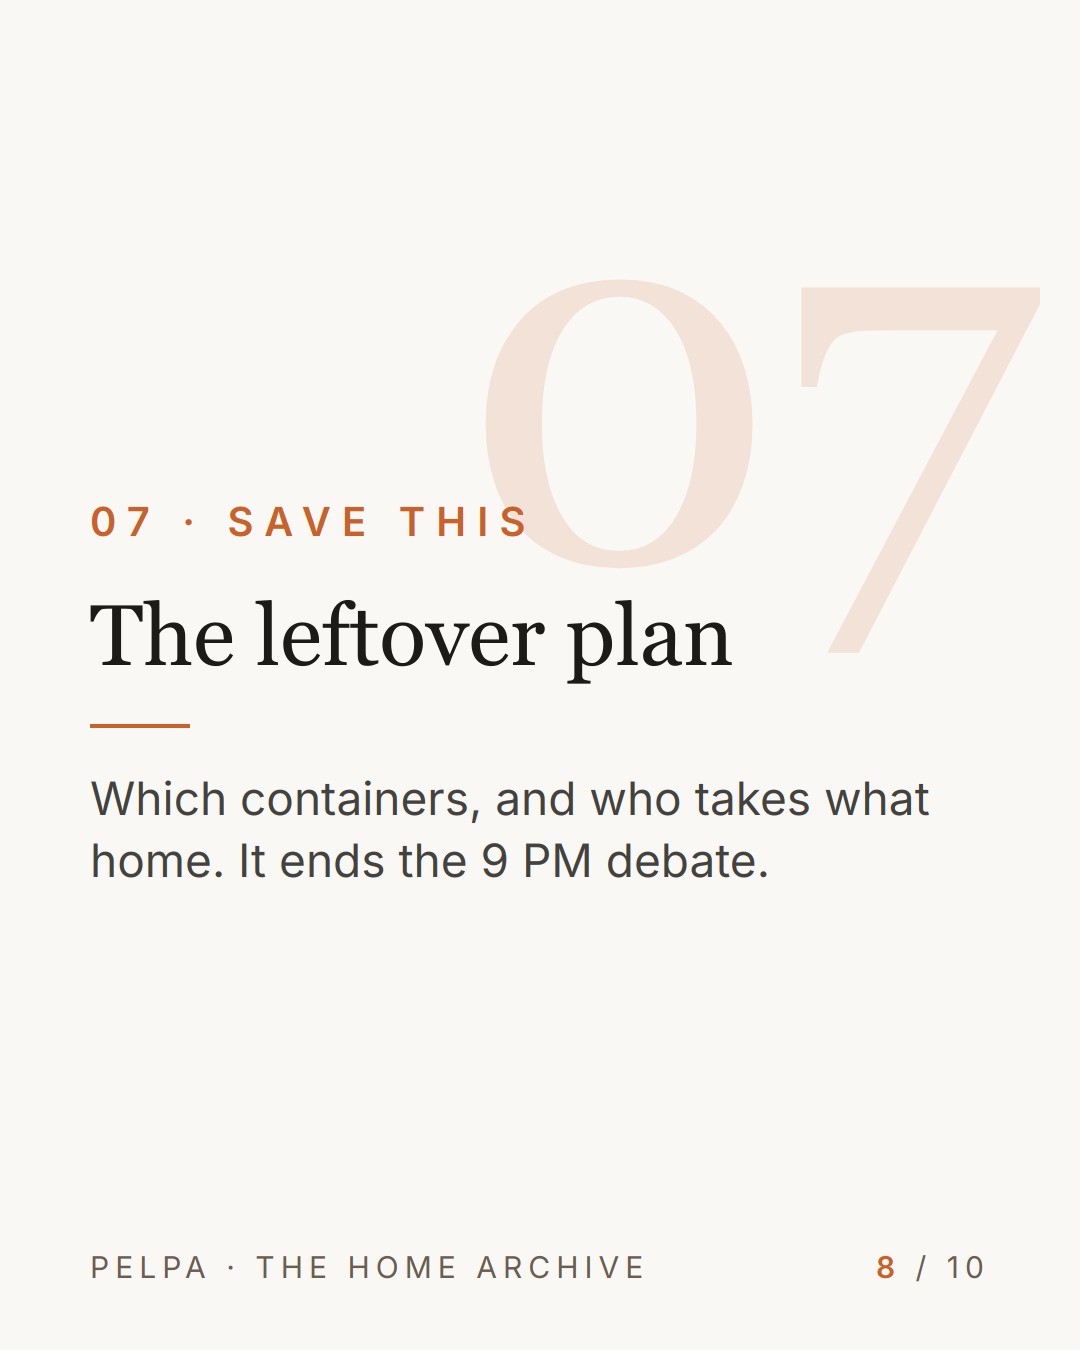 07
07 · SAVE THIS
The leftover plan
Which containers, and who takes what
home. It ends the 9 PM debate.
PELPA · THE HOME ARCHIVE
8 / 10